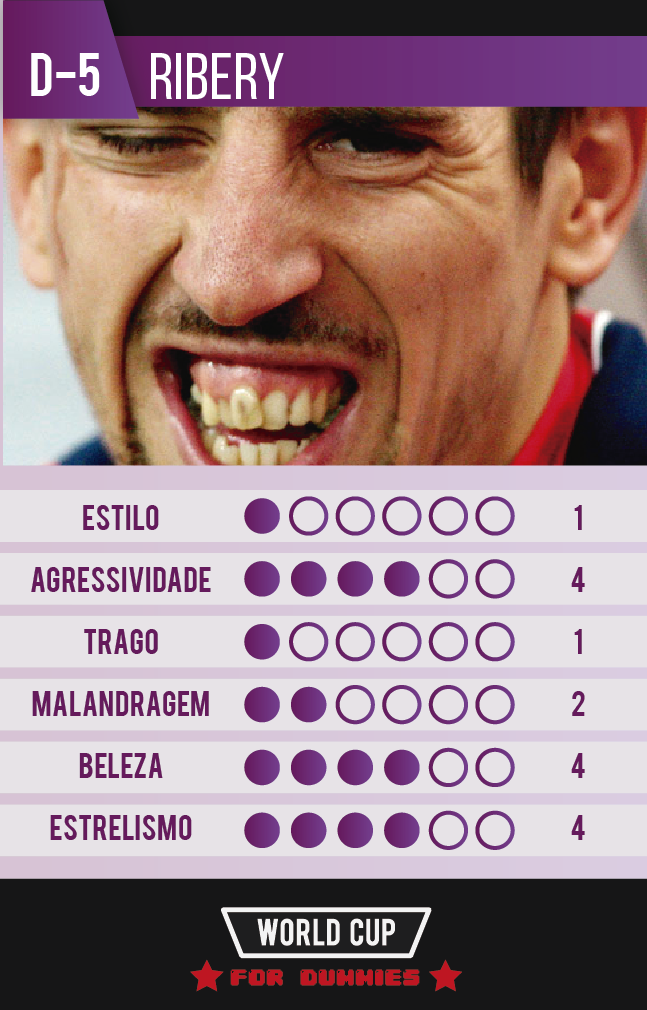 D-5 RIBERY
ESTILO 1
AGRESSIVIDADE 4
TRAGO 1
MALANDRAGEM 2
BELEZA 4
ESTRELISMO 4
WORLD CUP
FOR DUMMIES